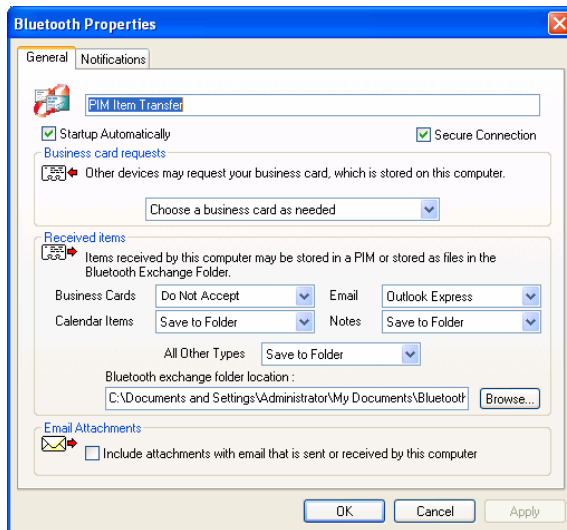 Bluetooth Properties
General
Notifications
PIM Item Transfer
Startup Automatically
Secure Connection
Business card requests
Other devices may request your business card, which is stored on this computer.
Choose a business card as needed
Received items
Items received by this computer may be stored in a PIM or stored as files in the
Bluetooth Exchange Folder.
Business Cards Do Not Accept Email Outlook Express
Calendar Items Save to Folder Notes Save to Folder
All Other Types Save to Folder
Bluetooth exchange folder location :
C:\Documents and Settings\Administrator\My Documents\Bluetooth Browse...
Email Attachments
Include attachments with email that is sent or received by this computer
OK Cancel Apply